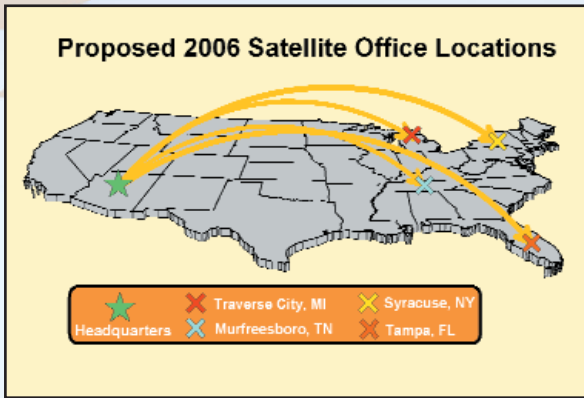 Proposed 2006 Satellite Office Locations
Headquarters
Traverse City, MI
Murfreesboro, TN
Syracuse, NY
Tampa, FL